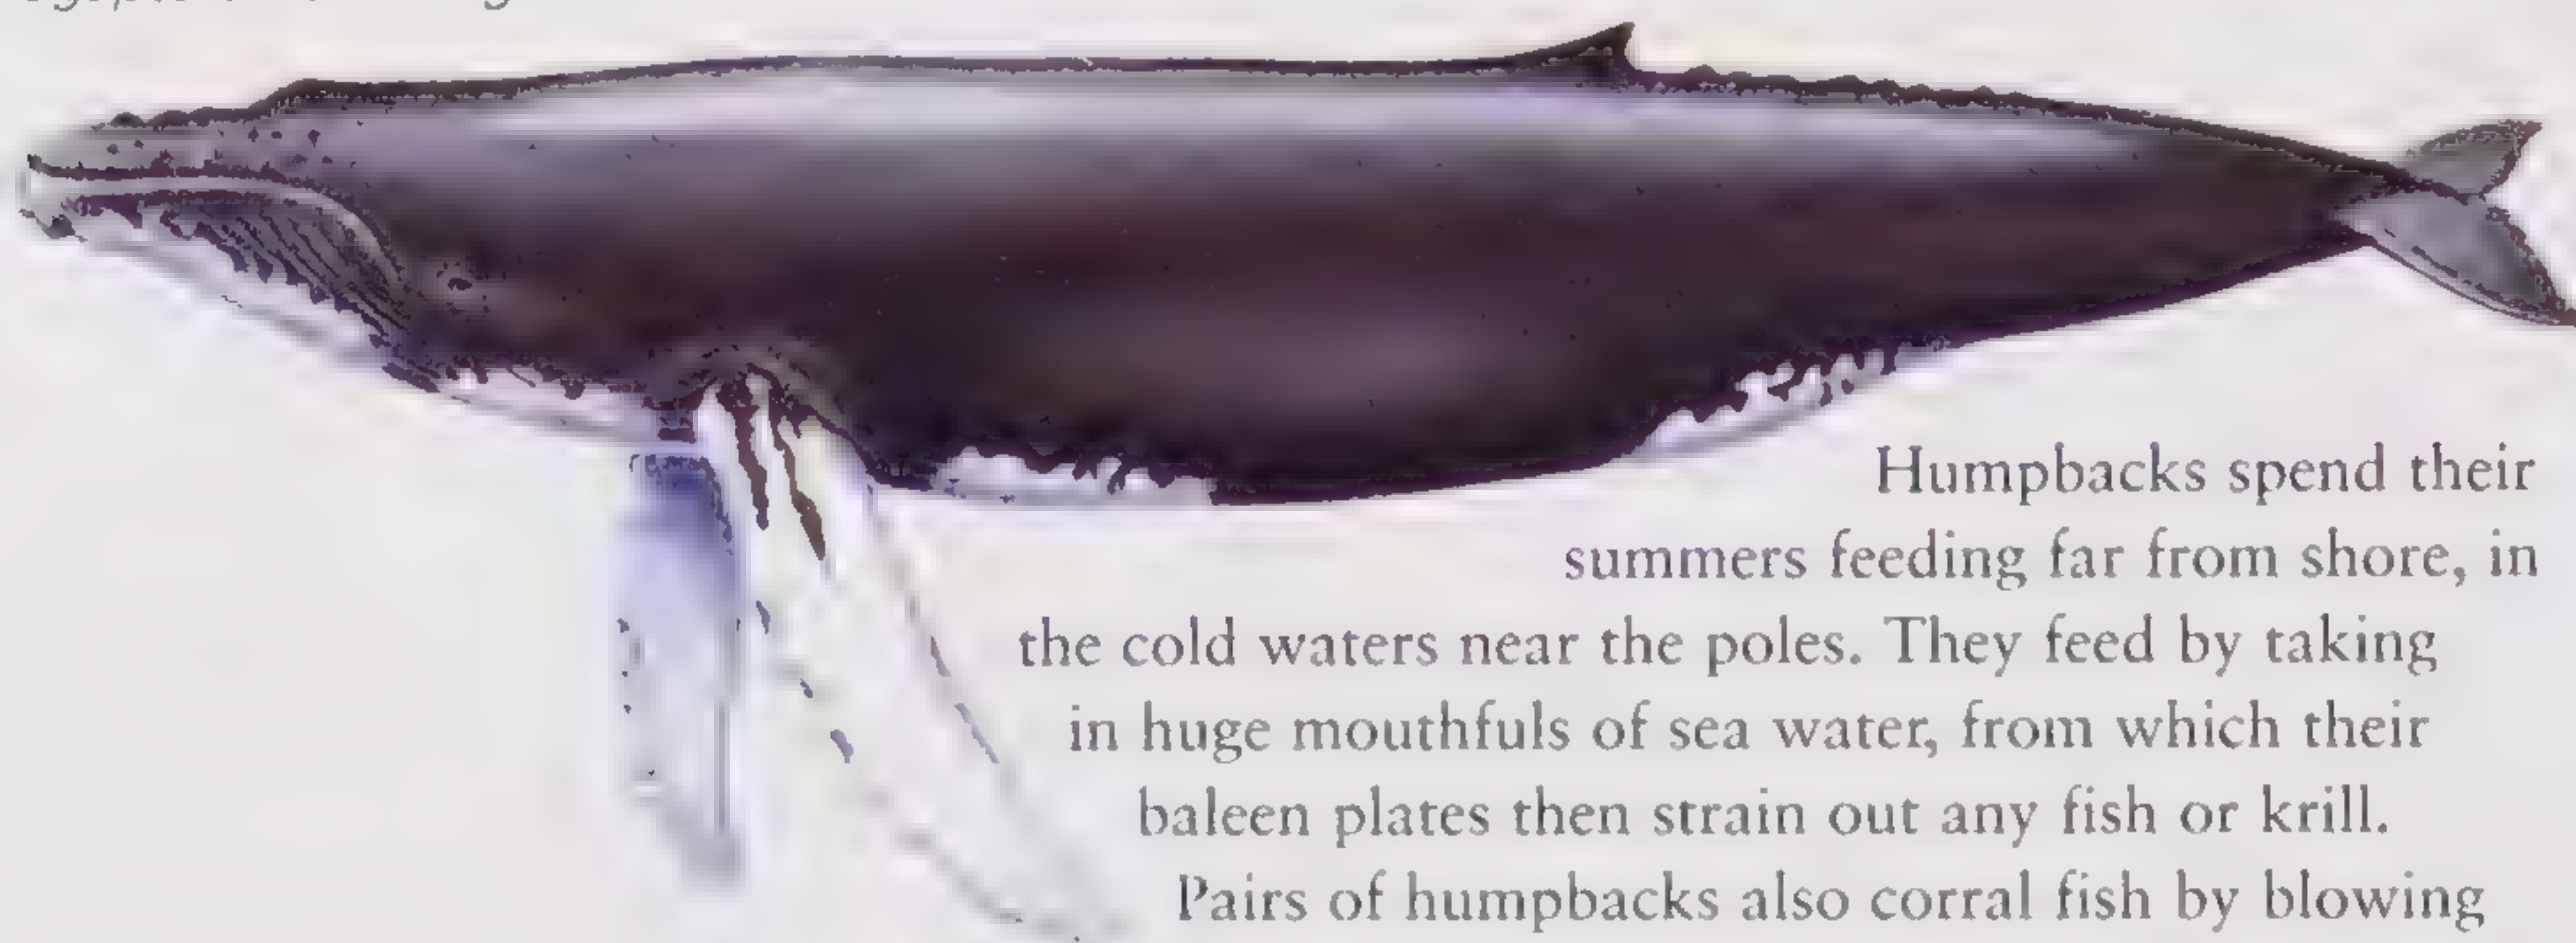 Humpbacks spend their
summers feeding far from shore, in
the cold waters near the poles. They feed by taking
in huge mouthfuls of sea water, from which their
baleen plates then strain out any fish or krill.
Pairs of humpbacks also corral fish by blowing